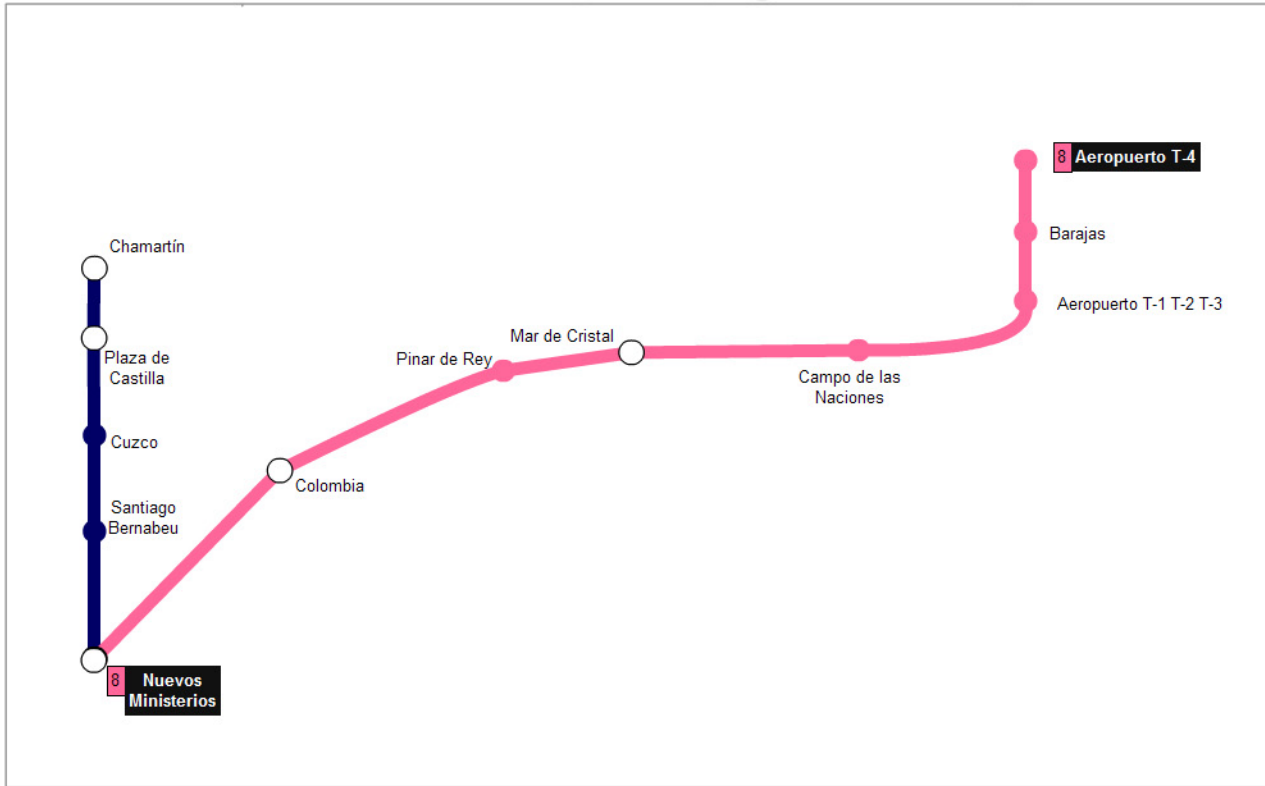 8 Aeropuerto T-4
Barajas
Chamartín
Aeropuerto T-1 T-2 T-3
Mar de Cristal
Plaza de
Castilla
Pinar de Rey
Campo de las
Naciones
Cuzco
Colombia
Santiago
Bernabeu
8 Nuevos
Ministerios